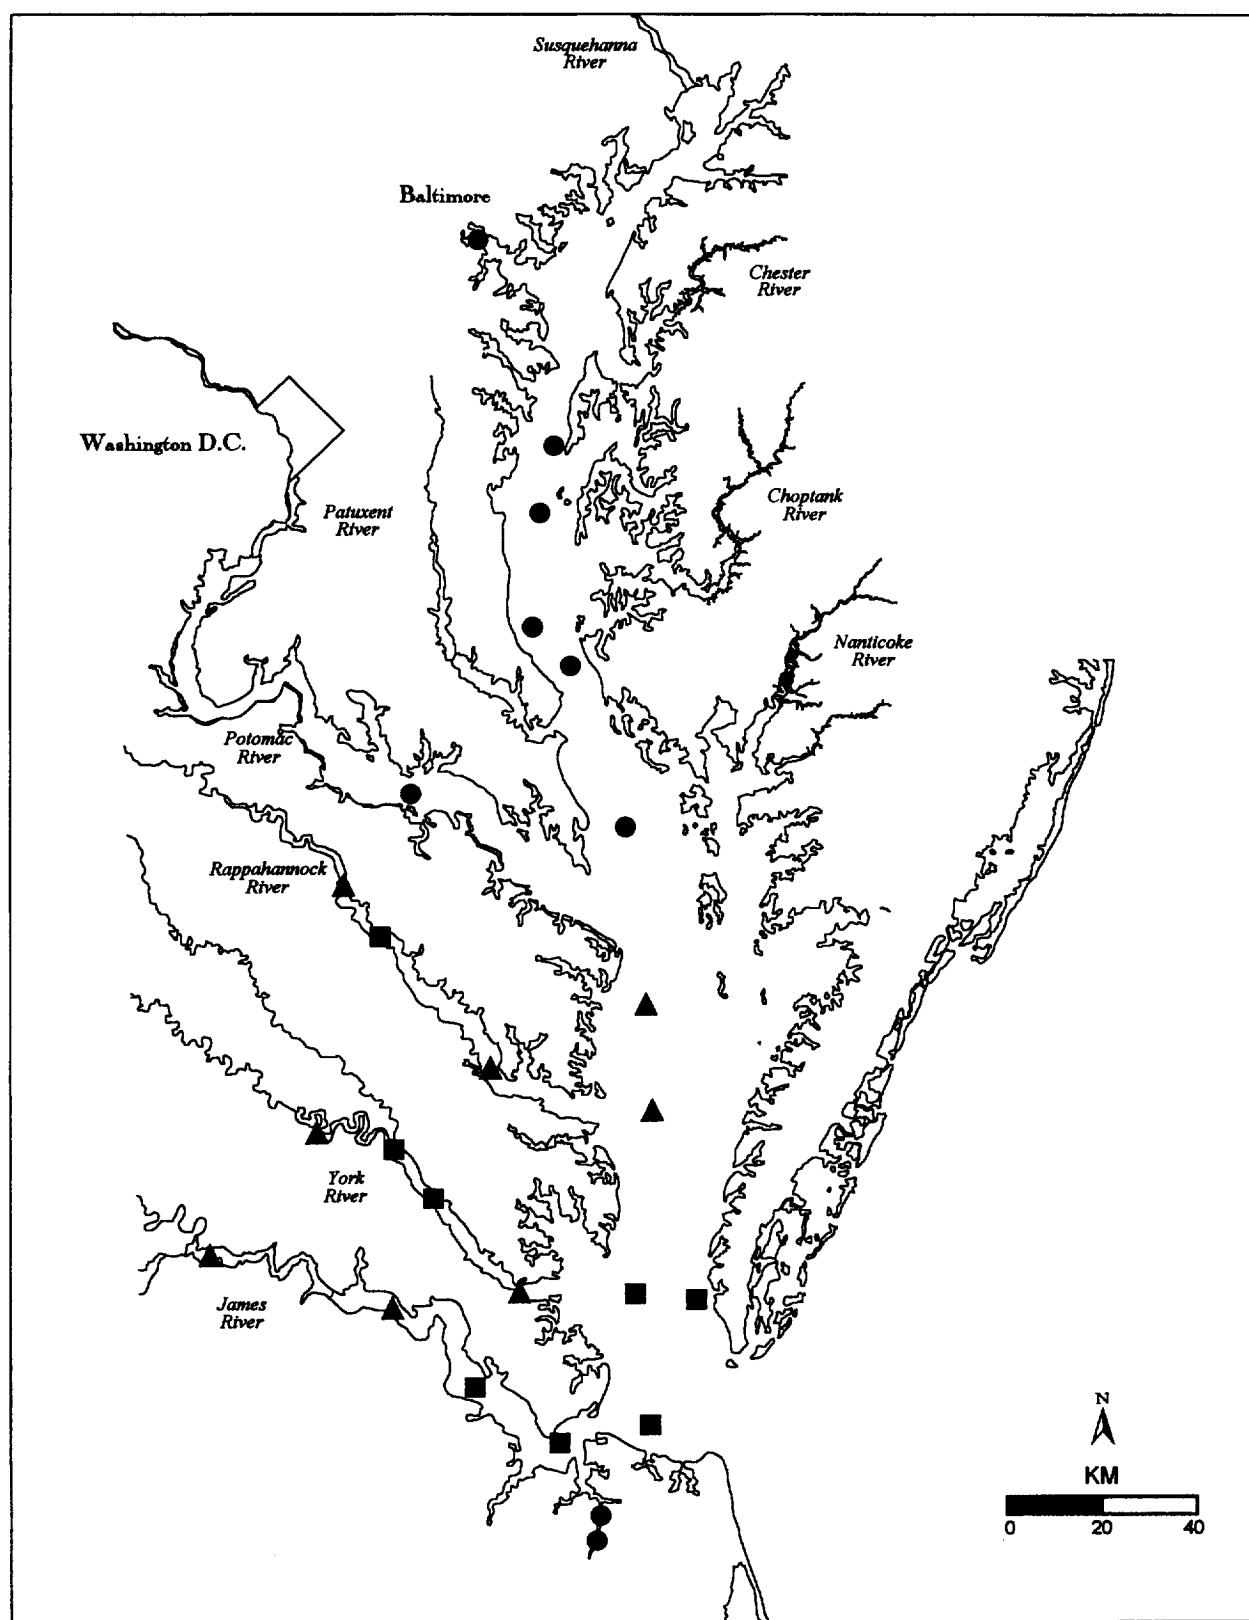 Susquehanna
River
Baltimore
Chester
River
Washington D.C.
Choptank
River
Patuxent
River
Nanticoke
River
Potomac
River
Rappahannock
River
York
River
James
River
N
KM
0 20 40